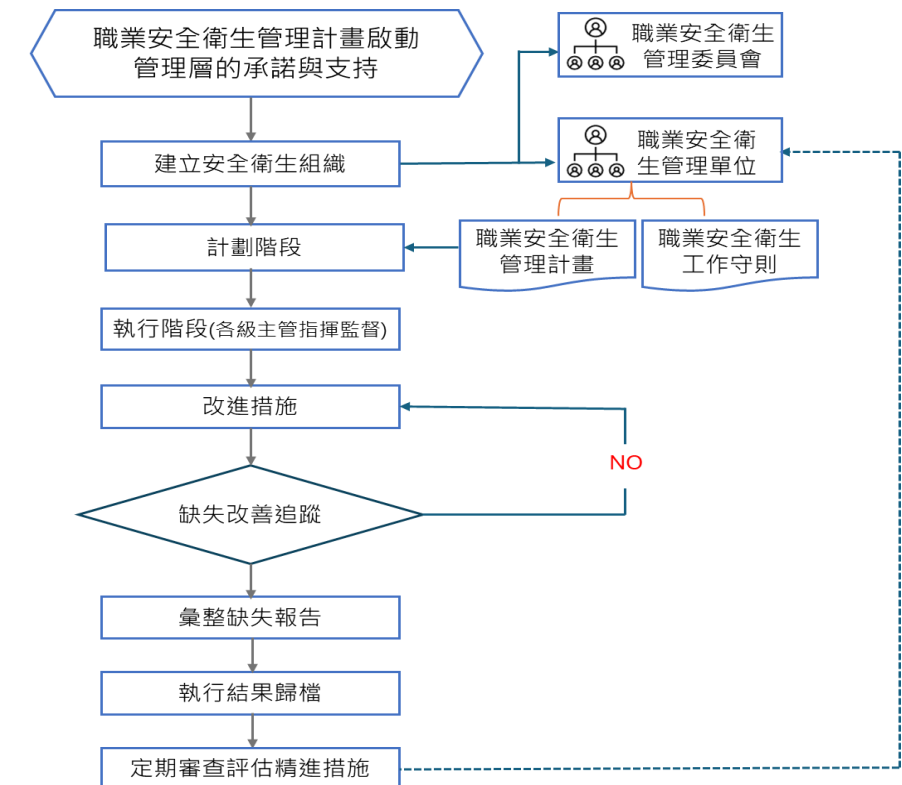 職業安全衛生管理計畫啟動
管理層的承諾與支持
職業安全衛生
管理委員會
建立安全衛生組織
職業安全衛
生管理單位
計劃階段
職業安全衛生
管理計畫
職業安全衛生
工作守則
執行階段(各級主管指揮監督)
改進措施
NO
缺失改善追蹤
彙整缺失報告
執行結果歸檔
定期審查評估精進措施